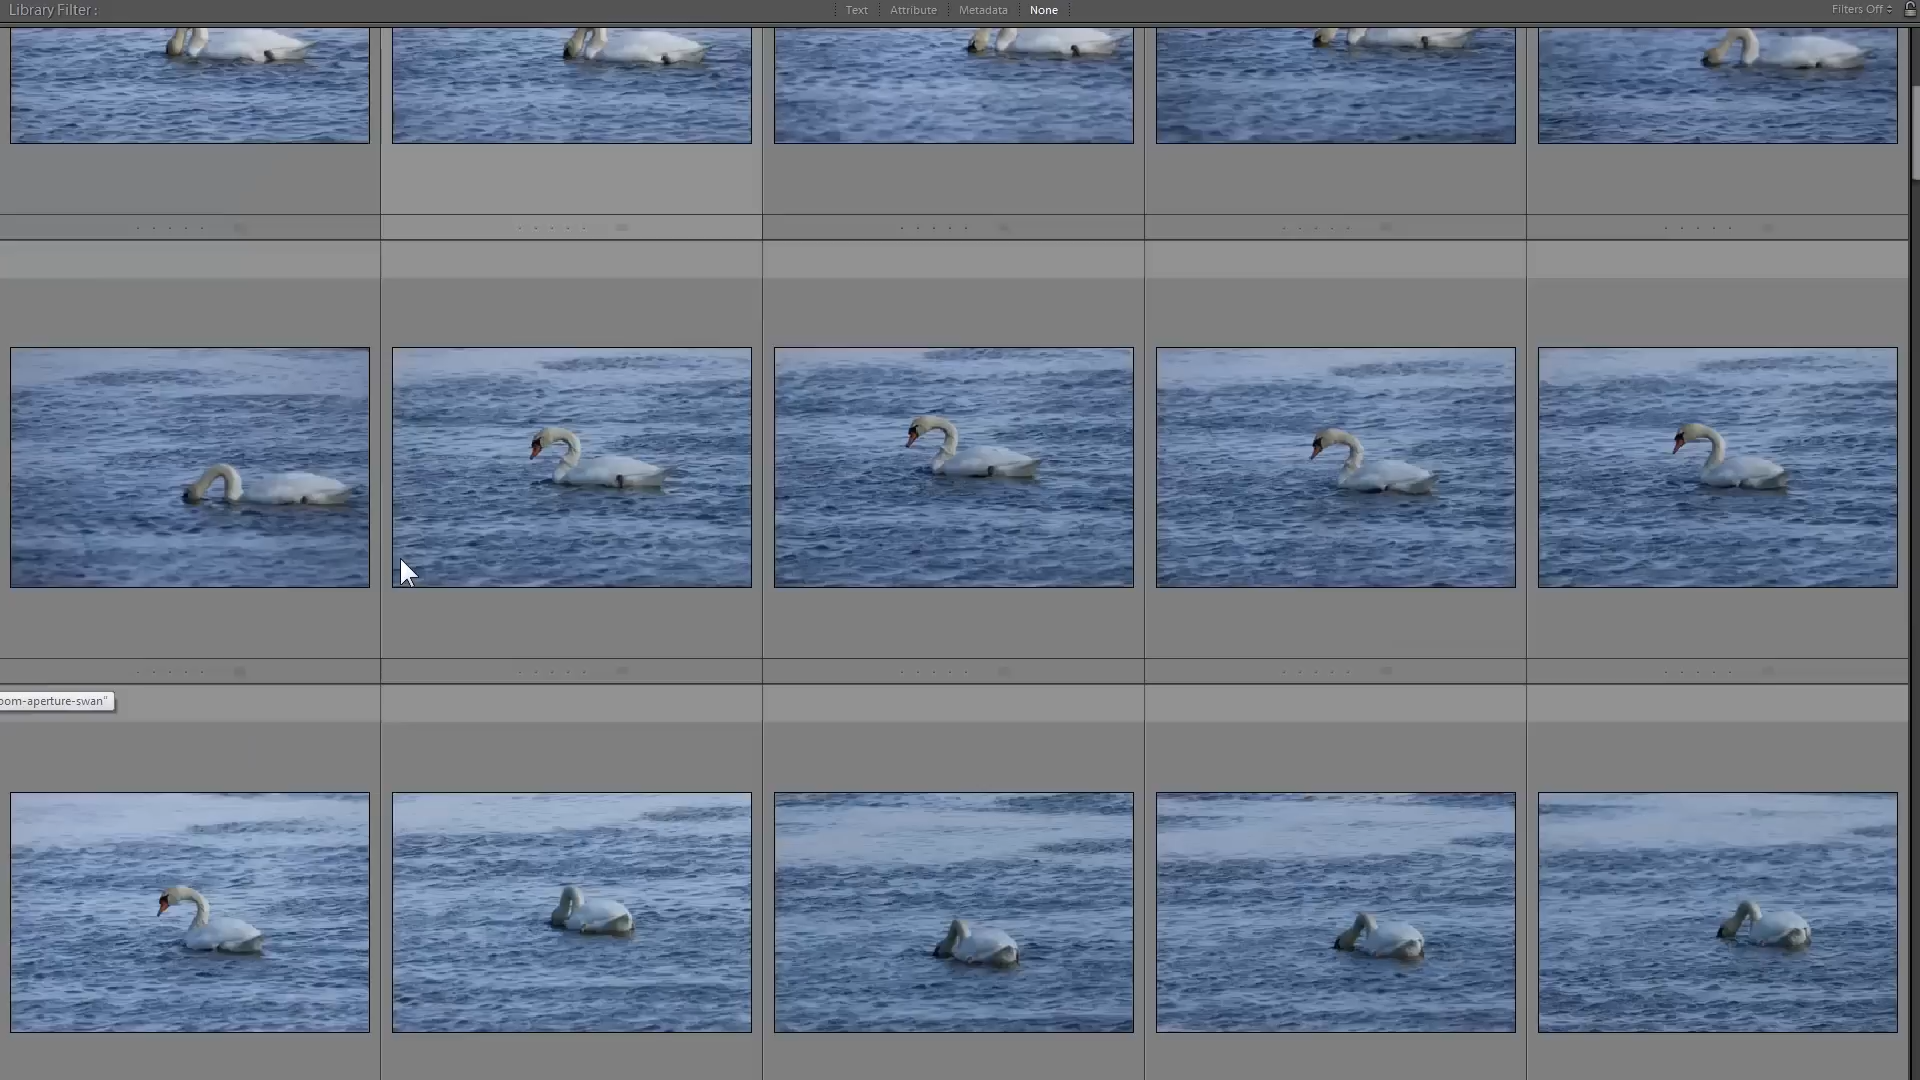 Library Filter : Text Attribute Metadata None Filters Off
oom-aperture-swan"